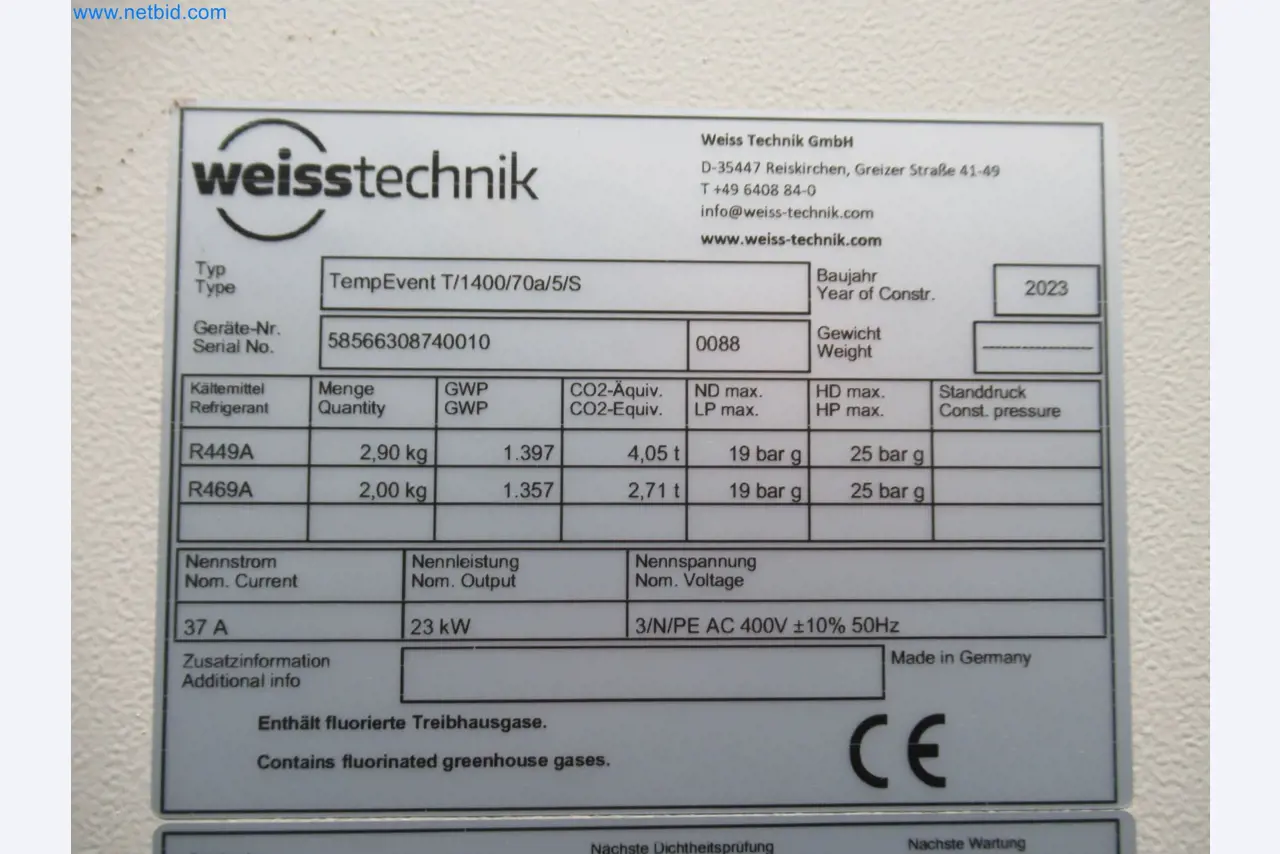 www.netbid.com
weisstechnik
Weiss Technik GmbH
D-35447 Reiskirchen, Greizer Straße 41-49
T +49 6408 84-0
info@weiss-technik.com
www.weiss-technik.com
Typ
Type
TempEvent T/1400/70a/5/S
Baujahr
Year of Constr.
2023
Geräte-Nr.
Serial No.
58566308740010
0088
Gewicht
Weight
Kältemittel Menge GWP CO2-Äquiv. ND max. HD max. Standdruck
Refrigerant Quantity GWP CO2-Equiv. LP max. HP max. Const. pressure
R449A 2,90 kg 1.397 4,05 t 19 bar g 25 bar g
R469A 2,00 kg 1.357 2,71 t 19 bar g 25 bar g
Nennstrom Nennleistung Nennspannung
Nom. Current Nom. Output Nom. Voltage
37 A 23 kW 3/N/PE AC 400V ±10% 50Hz
Zusatzinformation
Additional info
Made in Germany
Enthält fluorierte Treibhausgase.
Contains fluorinated greenhouse gases.
CE
Nächste Dichtheitsprüfung Nächste Wartung